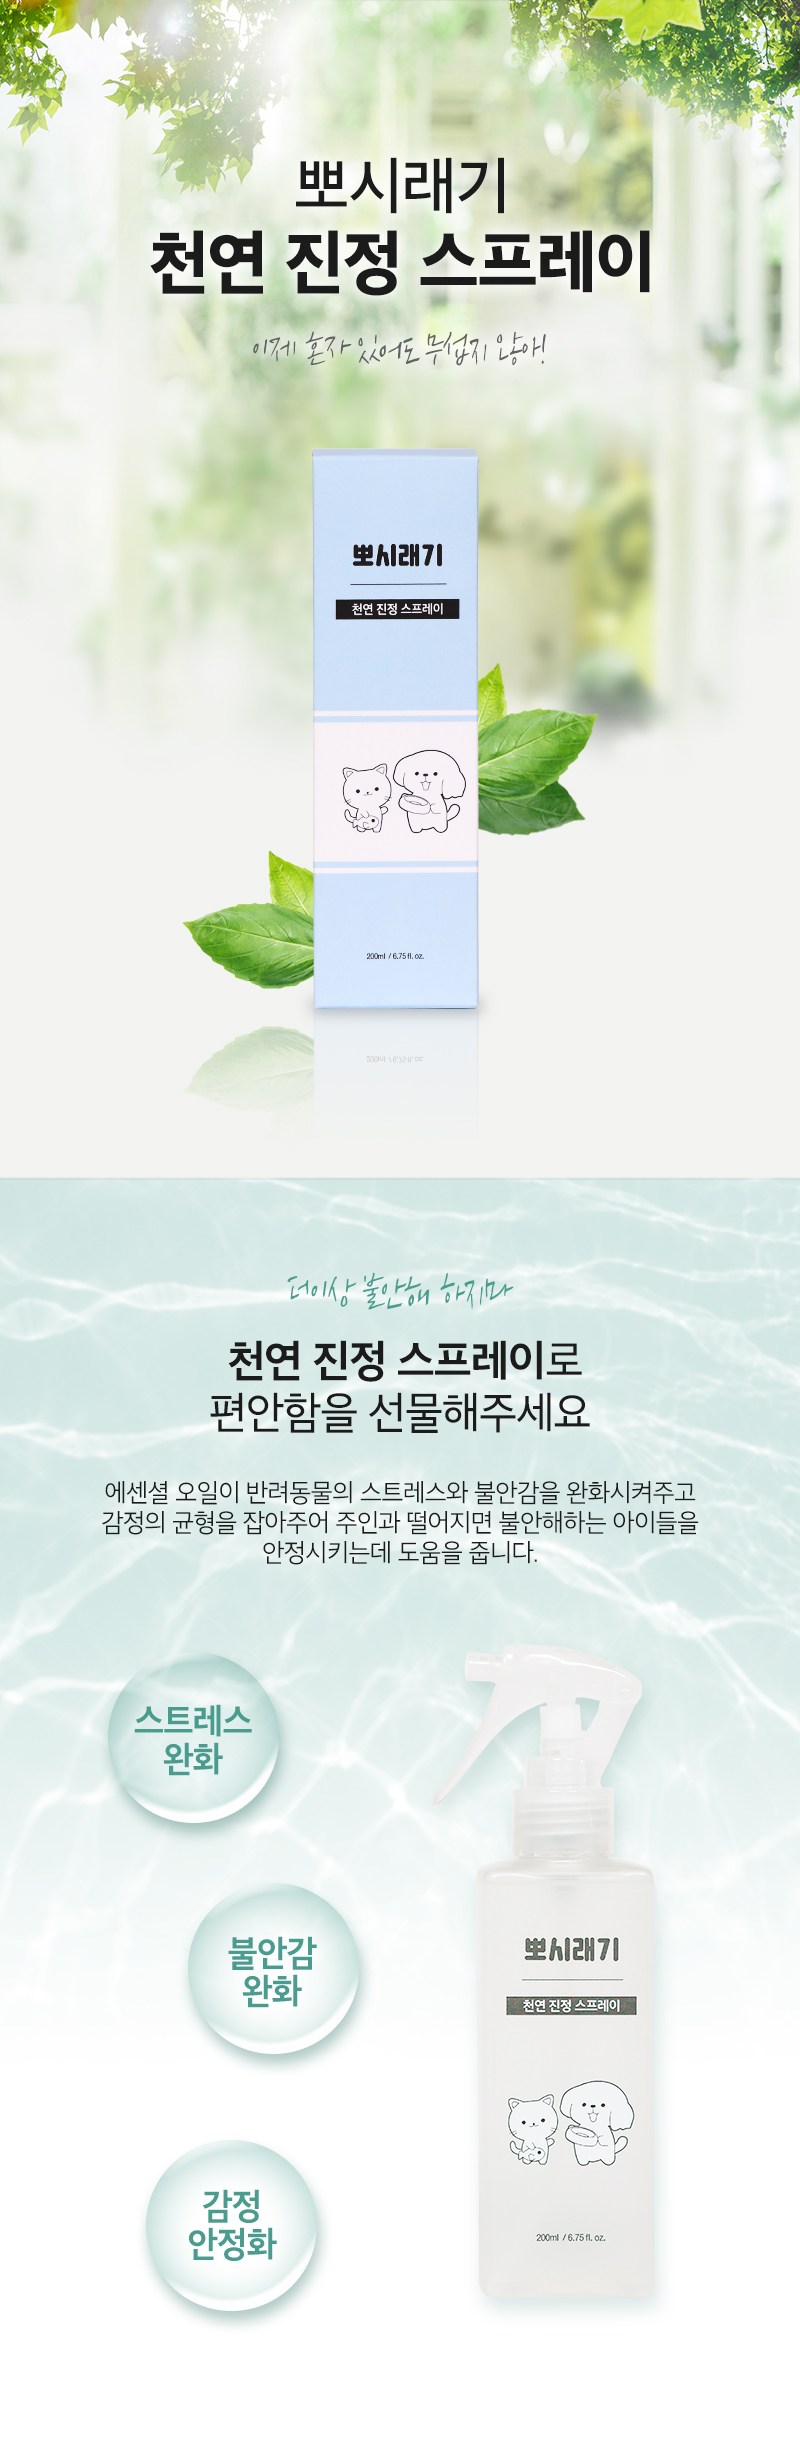 뽀시래기
천연 진정 스프레이
이제 혼자 있어도 무섭지 않아!
뽀시래기
천연 진정 스프레이
200ml / 6.75 fl. oz.
더이상 불안해 하지마
천연 진정 스프레이로
편안함을 선물해주세요
에센셜 오일이 반려동물의 스트레스와 불안감을 완화시켜주고
감정의 균형을 잡아주어 주인과 떨어지면 불안해하는 아이들을
안정시키는데 도움을 줍니다.
스트레스
완화
불안감
완화
뽀시래기
천연 진정 스프레이
감정
안정화
200ml / 6.75 fl. oz.